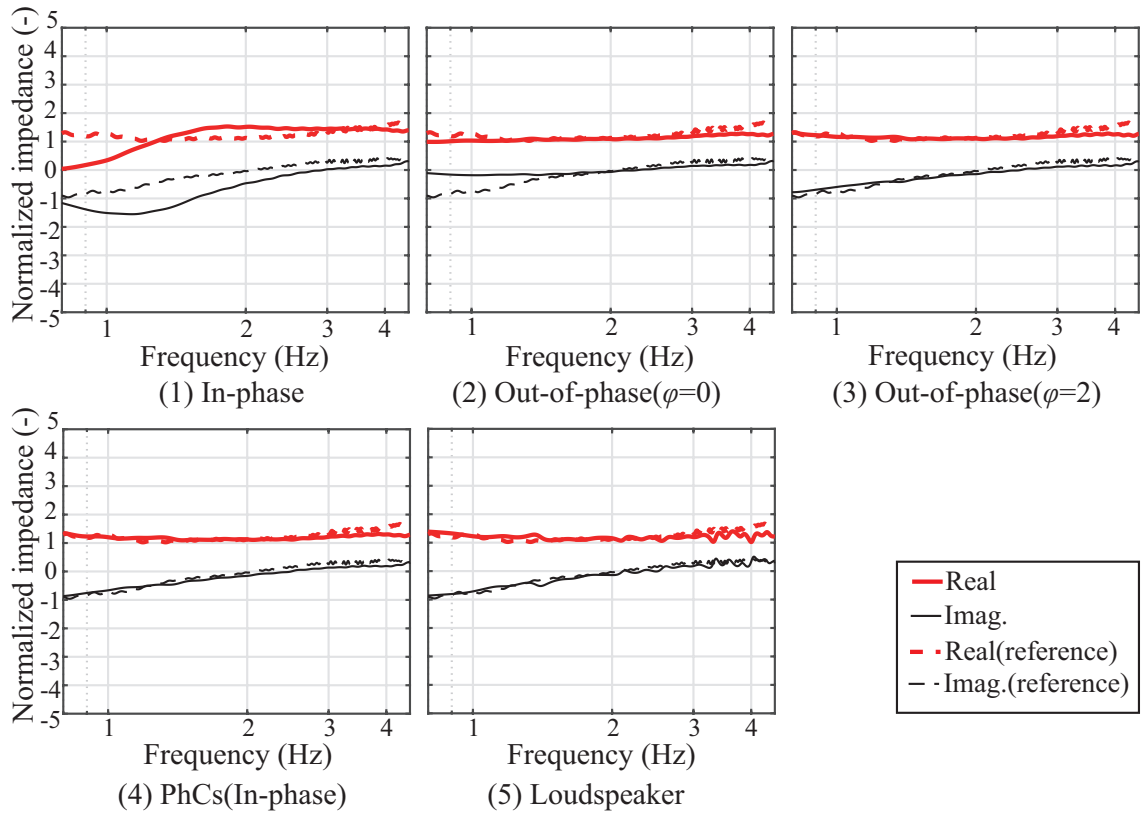 Normalized impedance (-)
5
4
3
2
1
0
-1
-2
-3
-4
-5
1 2 3 4
1 2 3 4
1 2 3 4
Frequency (Hz)
Frequency (Hz)
Frequency (Hz)
(1) In-phase
(2) Out-of-phase(φ=0)
(3) Out-of-phase(φ=2)
Normalized impedance (-)
5
4
3
2
1
0
-1
-2
-3
-4
-5
1 2 3 4
1 2 3 4
Frequency (Hz)
Frequency (Hz)
(4) PhCs(In-phase)
(5) Loudspeaker
Real
Imag.
Real(reference)
Imag.(reference)